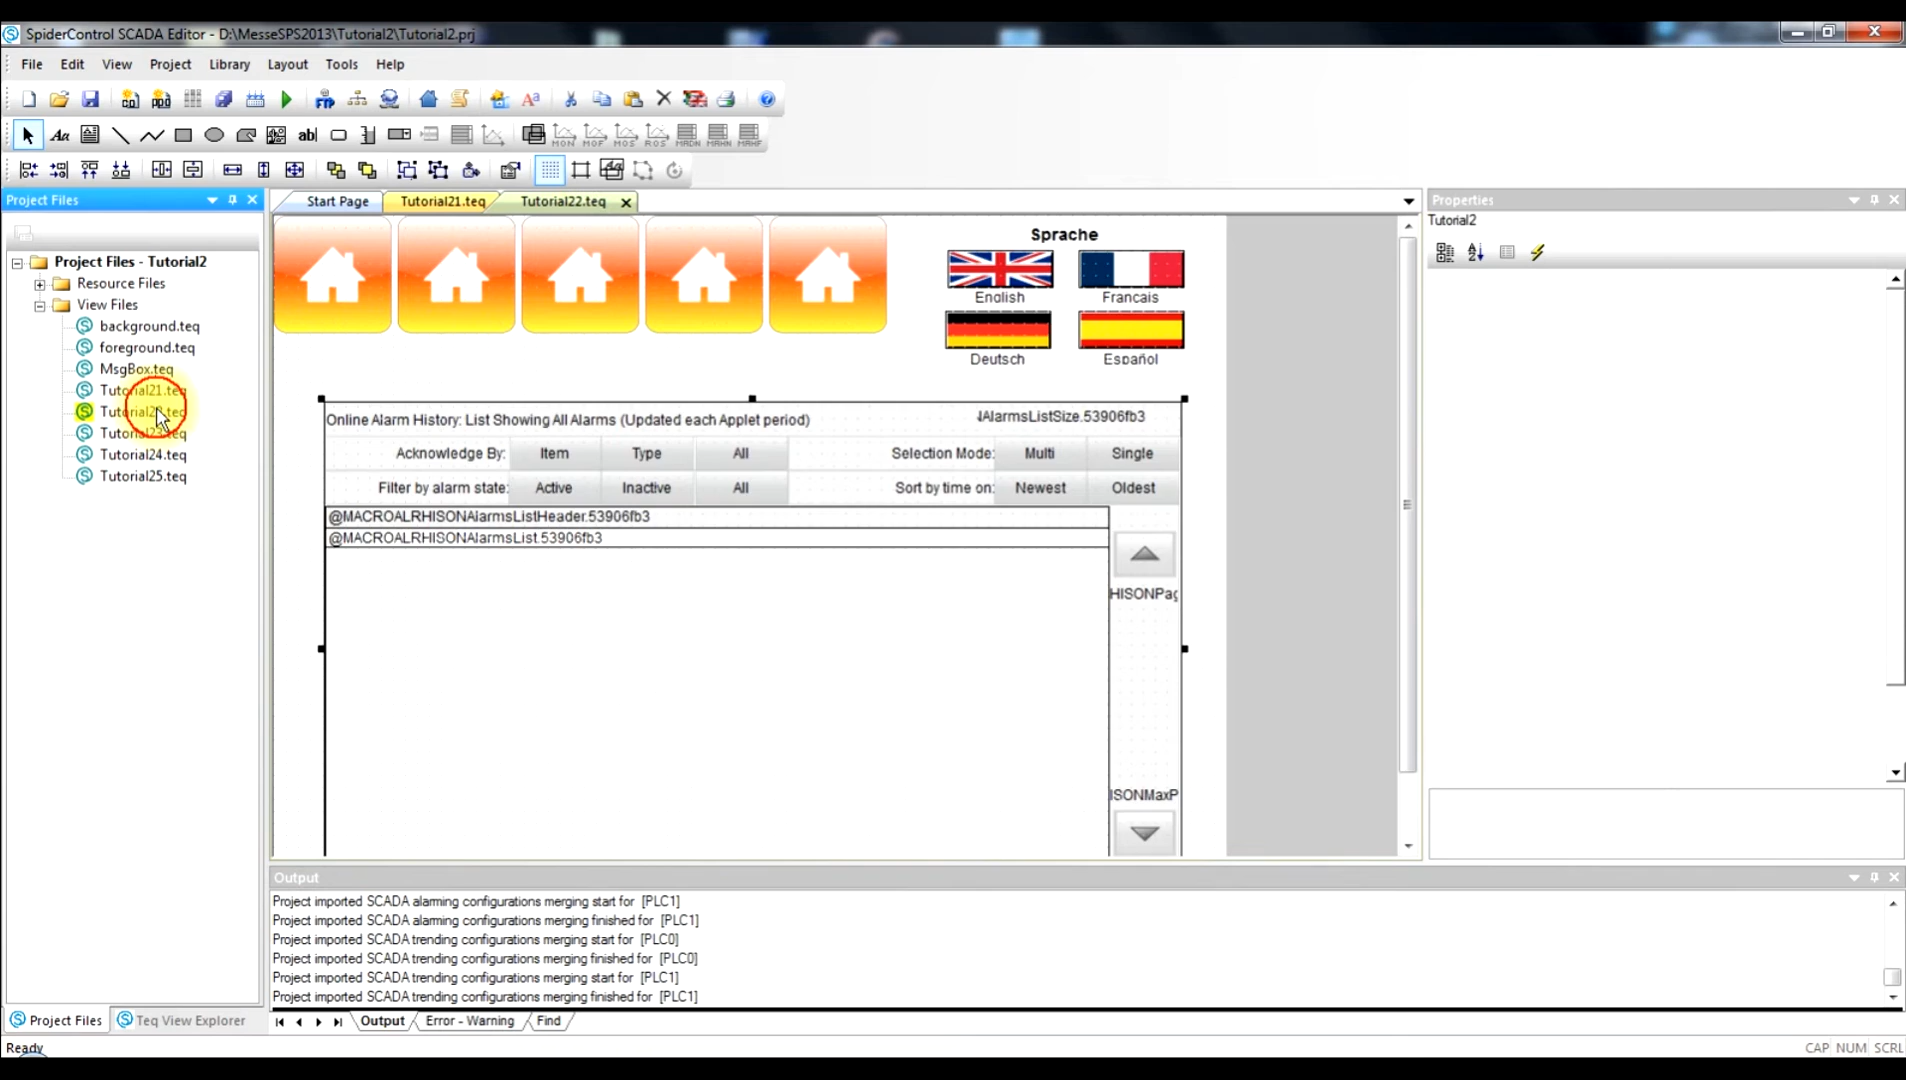 SpiderControl SCADA Editor - D:\MesseSPS2013\Tutorial2\Tutorial2.prj
File Edit View Project Library Layout Tools Help
Project Files
Start Page Tutorial21.teq Tutorial22.teq
Properties
Tutorial2
Project Files - Tutorial2
Resource Files
View Files
background.teq
foreground.teq
MsgBox.teq
Tutorial21.teq
Tutorial22.teq
Tutorial23.teq
Tutorial24.teq
Tutorial25.teq
Sprache
English Francais
Deutsch Español
Online Alarm History: List Showing All Alarms (Updated each Applet period)
AlarmsListSize.53906fb3
Acknowledge By: Item Type All Selection Mode: Multi Single
Filter by alarm state: Active Inactive All Sort by time on: Newest Oldest
@MACROALRHISONAlarmsListHeader.53906fb3
@MACROALRHISONAlarmsList.53906fb3
HISONPag
ISONMaxP
Output
Project imported SCADA alarming configurations merging start for [PLC1]
Project imported SCADA alarming configurations merging finished for [PLC1]
Project imported SCADA trending configurations merging start for [PLC0]
Project imported SCADA trending configurations merging finished for [PLC0]
Project imported SCADA trending configurations merging start for [PLC1]
Project imported SCADA trending configurations merging finished for [PLC1]
Project Files Teq View Explorer
Output Error - Warning Find
Ready
CAP NUM SCRL